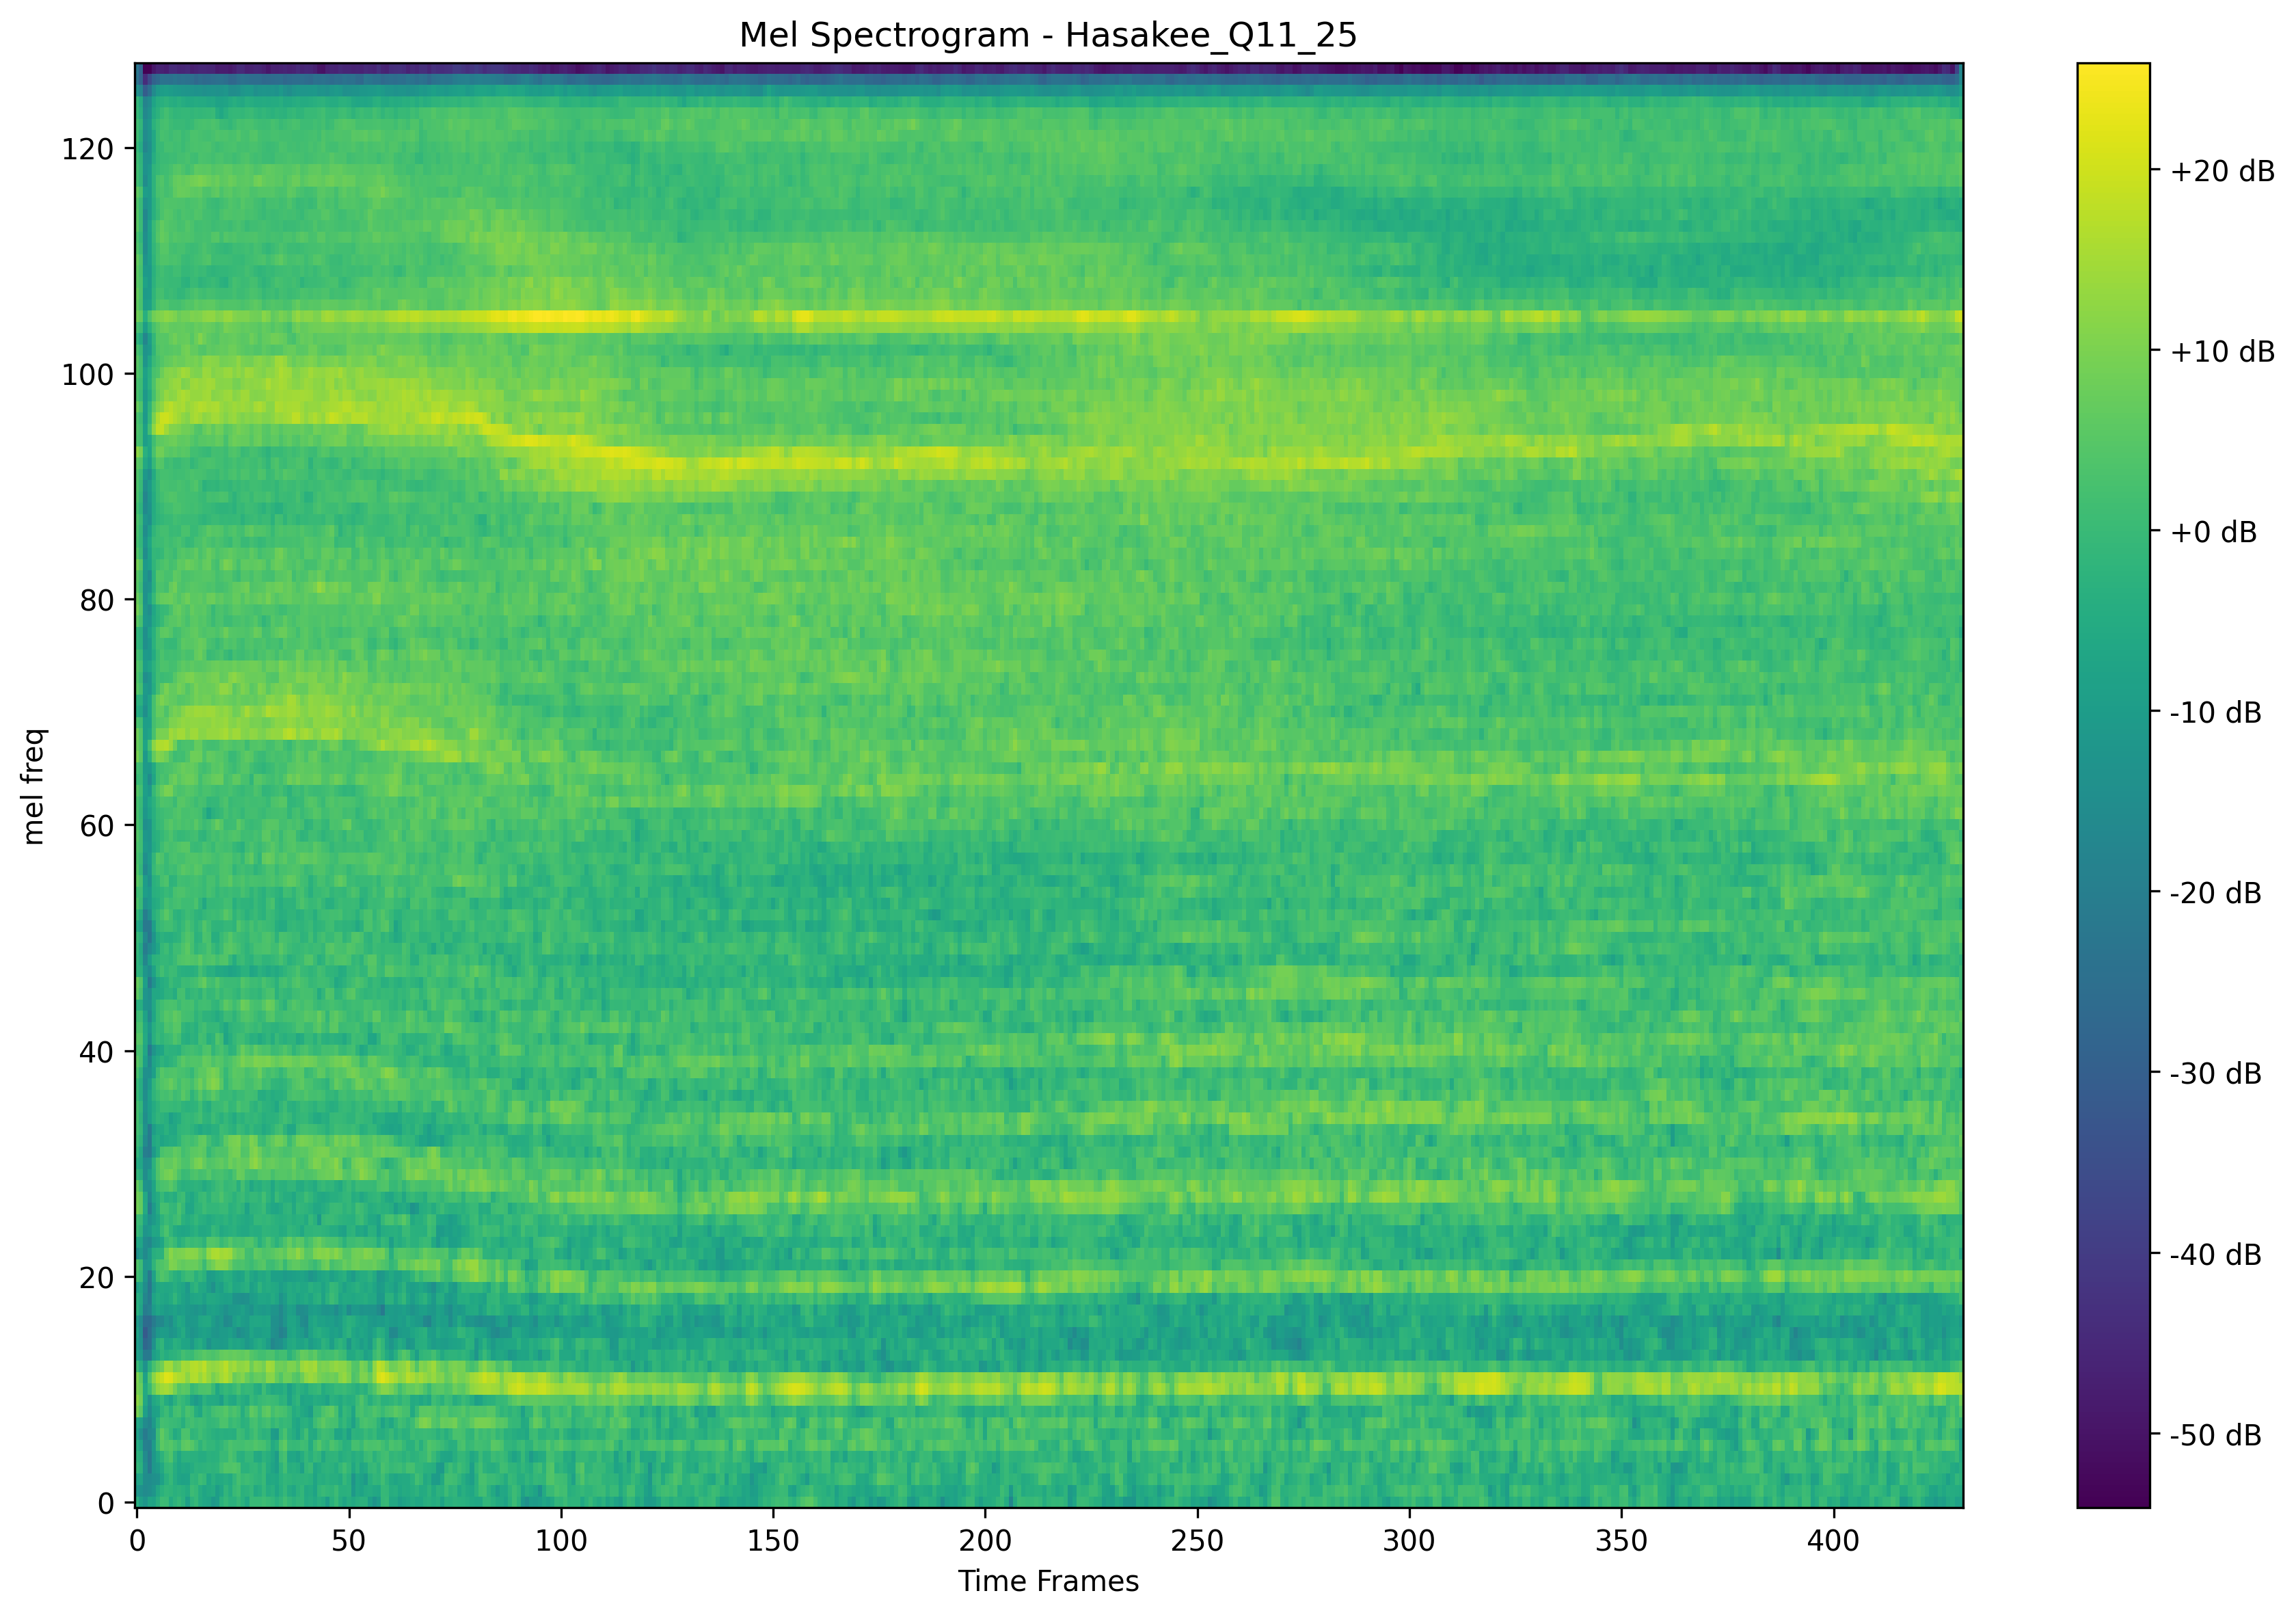 Mel Spectrogram - Hasakee_Q11_25
120
100
80
60
40
20
0
mel freq
0 50 100 150 200 250 300 350 400
Time Frames
+20 dB
+10 dB
+0 dB
-10 dB
-20 dB
-30 dB
-40 dB
-50 dB